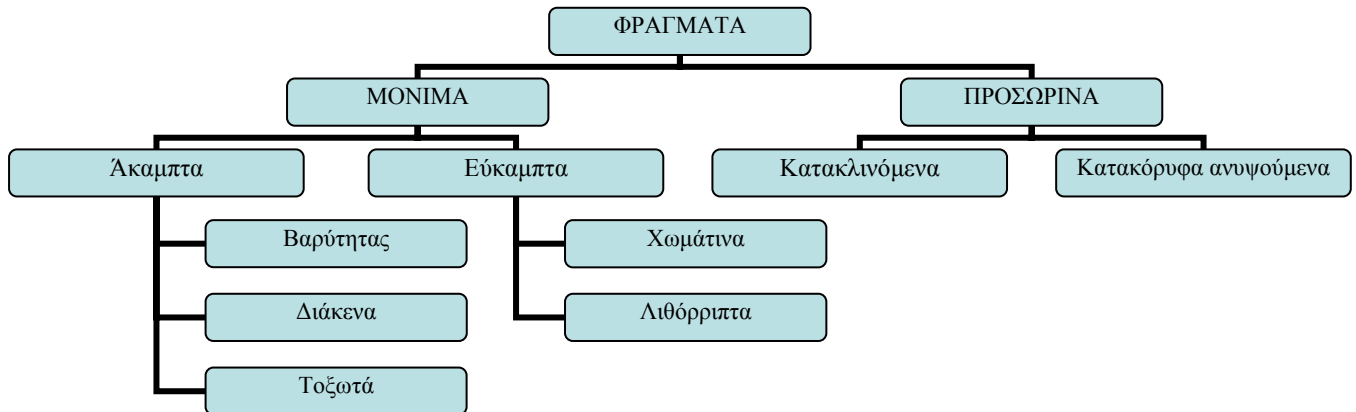 ΦΡΑΓΜΑΤΑ
ΜΟΝΙΜΑ
ΠΡΟΣΩΡΙΝΑ
Άκαμπτα
Εύκαμπτα
Κατακλινόμενα
Κατακόρυφα ανυψούμενα
Βαρύτητας
Χωμάτινα
Διάκενα
Λιθόρριπτα
Τοξωτά